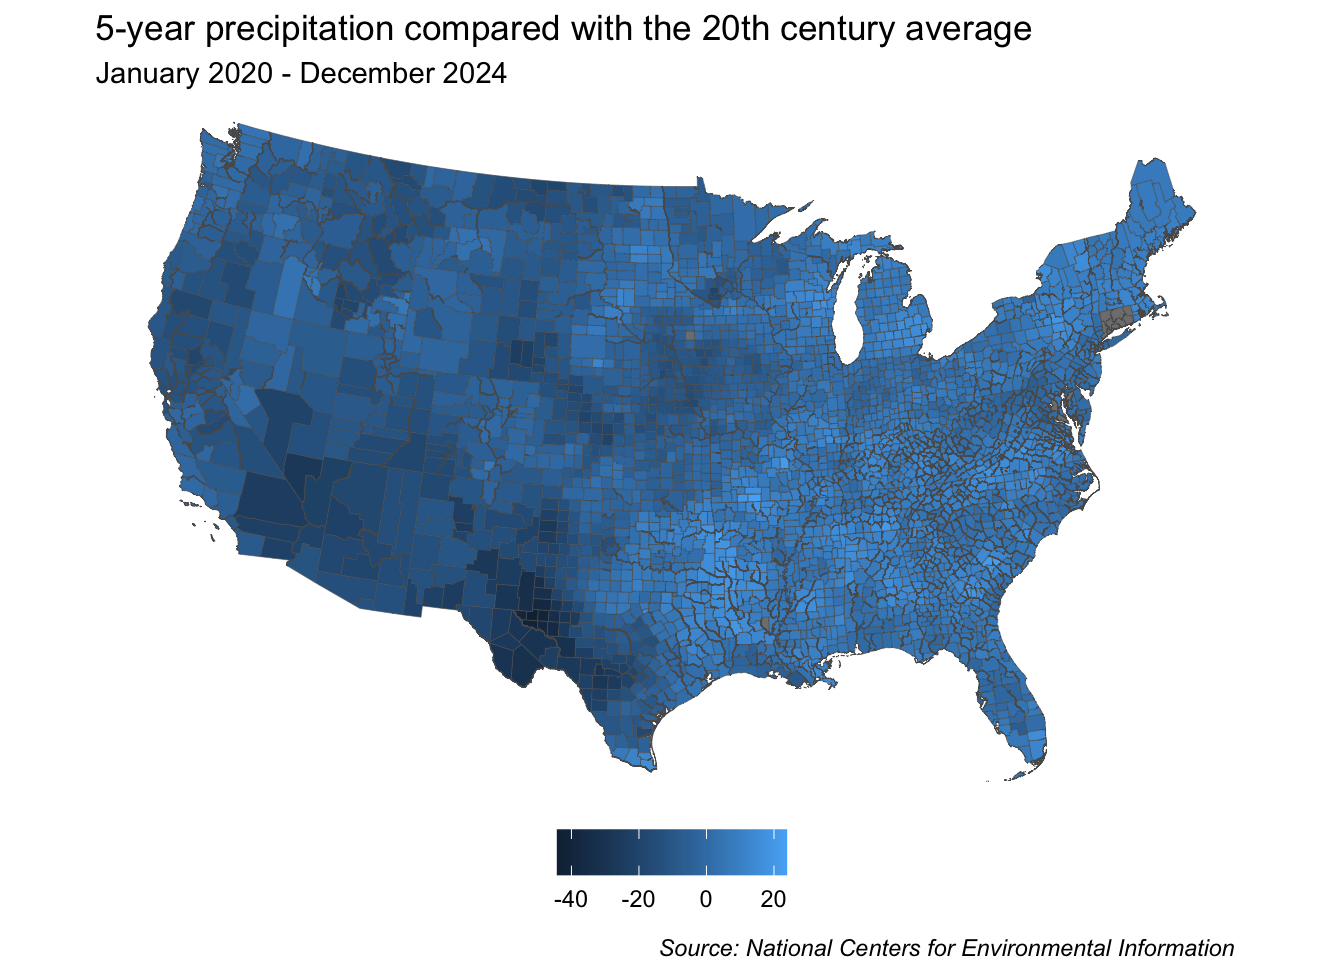 5-year precipitation compared with the 20th century average
January 2020 - December 2024
-40 -20 0 20
Source: National Centers for Environmental Information